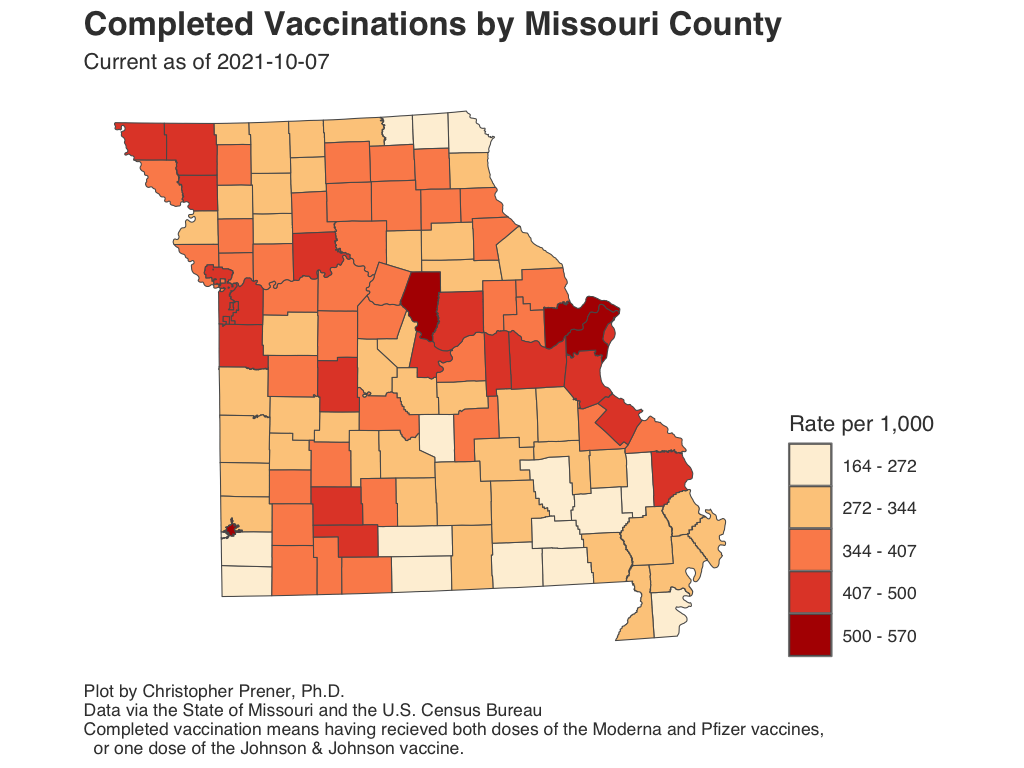 Completed Vaccinations by Missouri County
Current as of 2021-10-07
Rate per 1,000
164 - 272
272 - 344
344 - 407
407 - 500
500 - 570
Plot by Christopher Prener, Ph.D.
Data via the State of Missouri and the U.S. Census Bureau
Completed vaccination means having recieved both doses of the Moderna and Pfizer vaccines,
or one dose of the Johnson & Johnson vaccine.